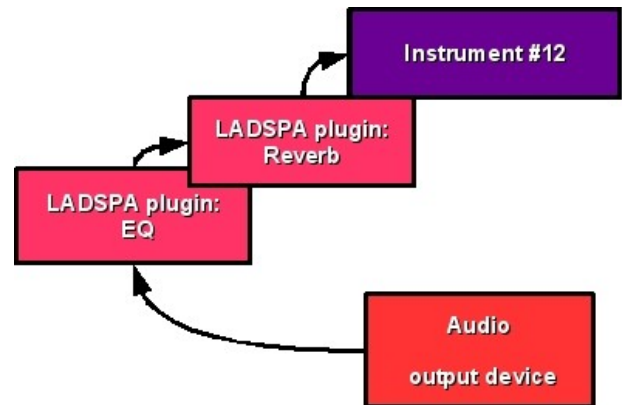 Instrument #12
LADSPA plugin:
Reverb
LADSPA plugin:
EQ
Audio
output device